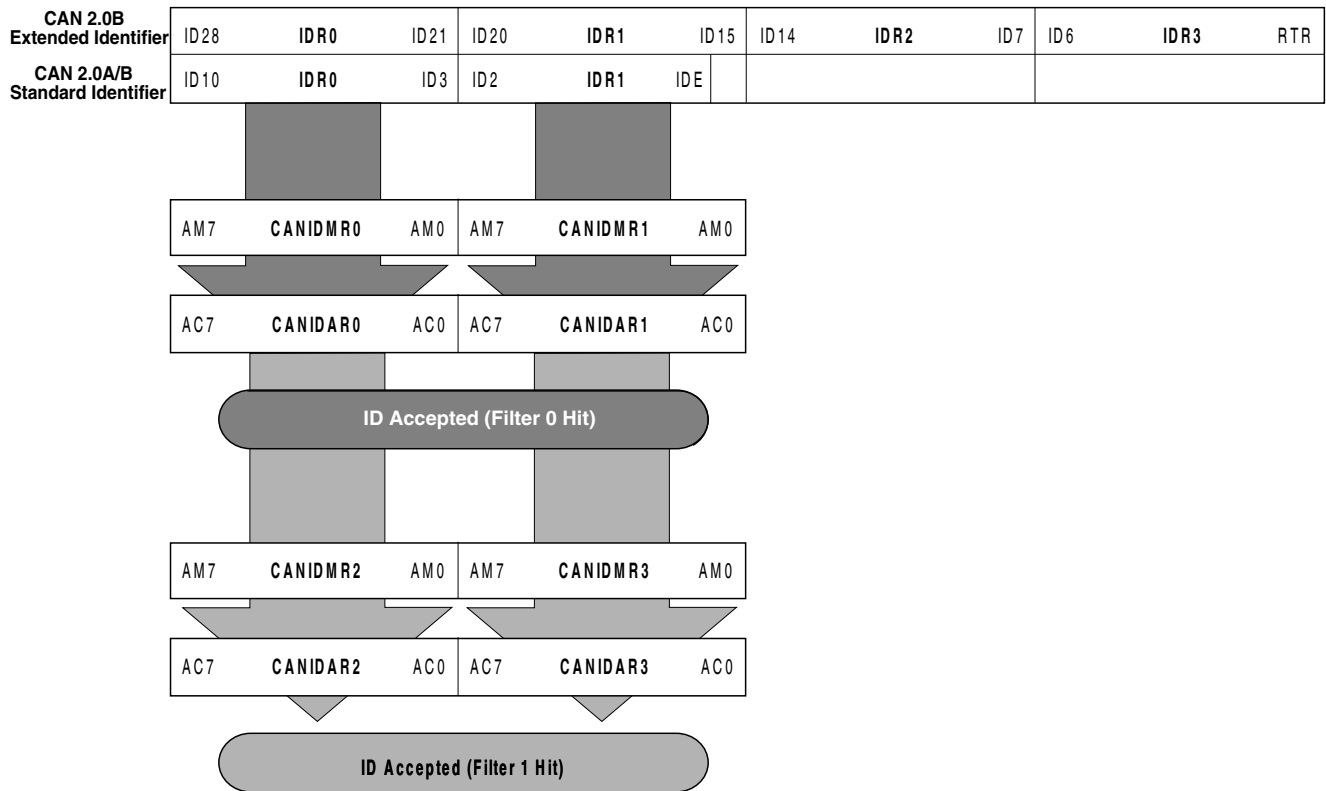 CAN 2.0B
Extended Identifier ID28 IDR0 ID21 ID20 IDR1 ID15 ID14 IDR2 ID7 ID6 IDR3 RTR
CAN 2.0A/B
Standard Identifier ID10 IDR0 ID3 ID2 IDR1 IDE
AM7 CANIDMR0 AM0 AM7 CANIDMR1 AM0
AC7 CANIDAR0 AC0 AC7 CANIDAR1 AC0
ID Accepted (Filter 0 Hit)
AM7 CANIDMR2 AM0 AM7 CANIDMR3 AM0
AC7 CANIDAR2 AC0 AC7 CANIDAR3 AC0
ID Accepted (Filter 1 Hit)